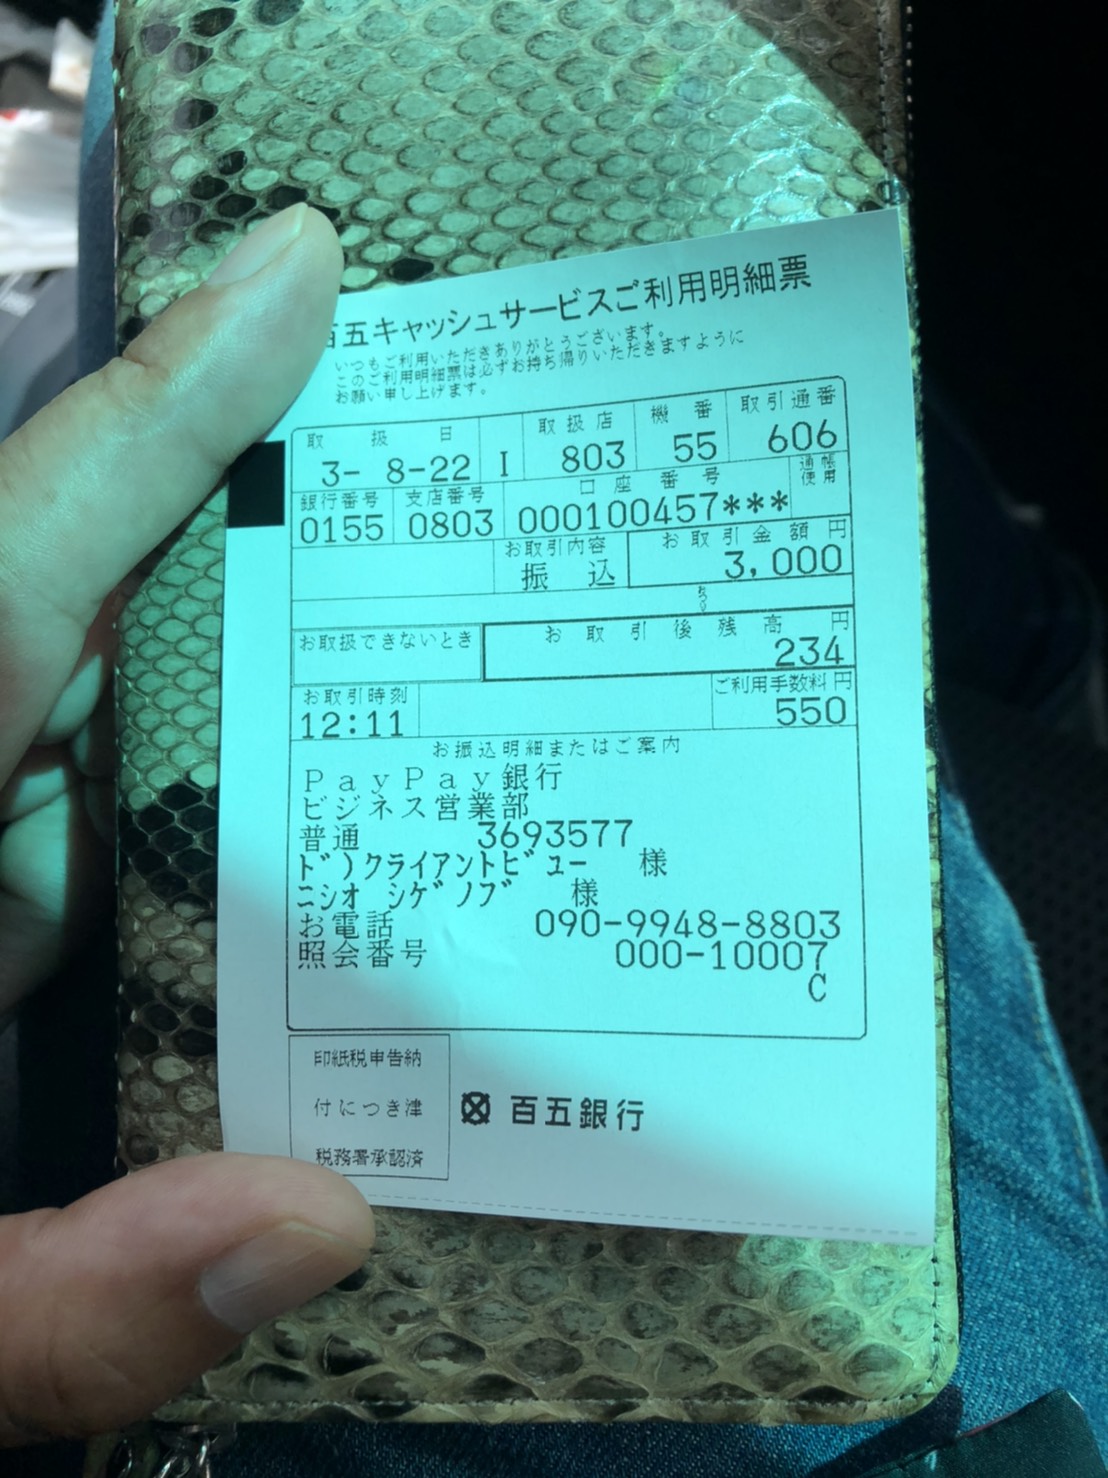 百五キャッシュサービスご利用明細票
いつもご利用いただきありがとうございます。
このご利用明細票は必ずお持ち帰りいただきますように
お願い申し上げます。
取扱日 取扱店 機番 取引通番
3- 8-22 I 803 55 606
銀行番号 支店番号 口座番号 通帳使用
0155 0803 000100457***
お取引内容 お取引金額 円
振込 3,000
お取扱できないとき お取引後残高 円
234
お取引時刻 ご利用手数料円
12:11 550
お振込明細またはご案内
PayPay銀行
ビジネス営業部
普通 3693577
ド)クライアントビュー 様
ニシオ シゲノブ 様
お電話 090-9948-8803
照会番号 000-10007
C
印紙税申告納
付につき津
税務署承認済
百五銀行